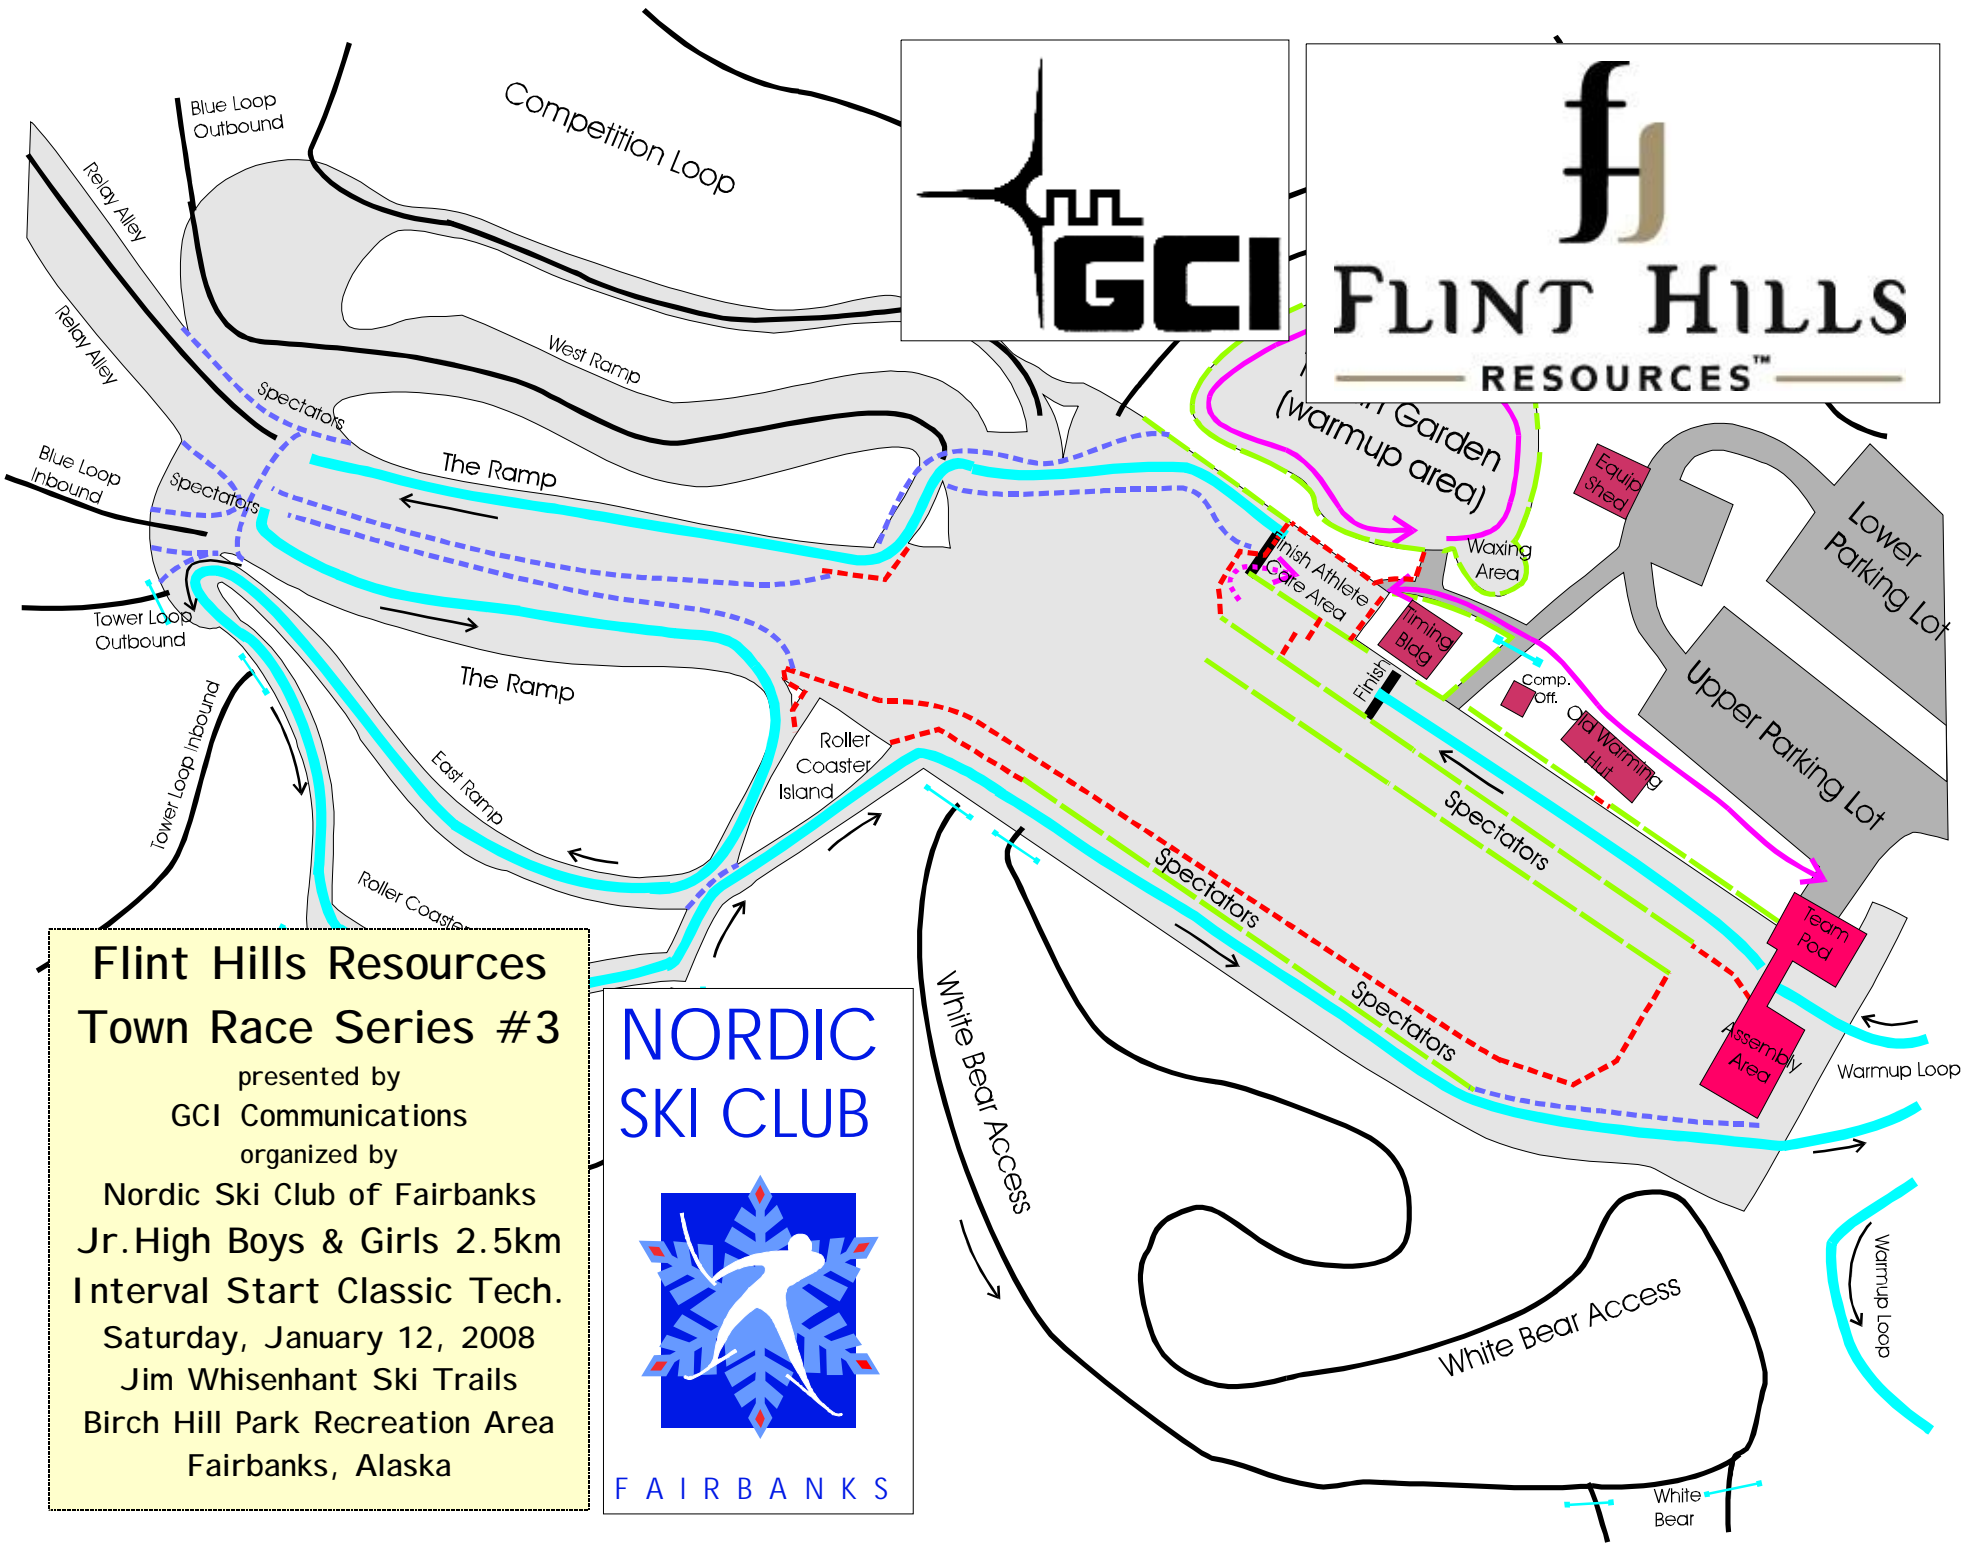 Blue Loop
Outbound
Competition Loop
Relay Alley
Relay Alley
West Ramp
Spectators
Spectators
Blue Loop
Inbound
The Ramp
Tower Loop
Outbound
The Ramp
Tower Loop Inbound
East Ramp
Roller
Coaster
Island
Roller Coaster
GCI
FLINT HILLS
RESOURCES™
Garden
(warmup area)
Equip
Shed
Waxing
Area
Lower
Parking Lot
Upper Parking Lot
Finish Athlete
Care Area
Timing
Bldg
Finish
Comp.
Off.
Old Warming
Hut
Spectators
Spectators
Spectators
Team
Pod
Assembly
Area
Warmup Loop
Warmup Loop
White Bear Access
White Bear Access
White
Bear
Flint Hills Resources
Town Race Series #3
presented by
GCI Communications
organized by
Nordic Ski Club of Fairbanks
Jr.High Boys & Girls 2.5km
Interval Start Classic Tech.
Saturday, January 12, 2008
Jim Whisenhant Ski Trails
Birch Hill Park Recreation Area
Fairbanks, Alaska
NORDIC
SKI CLUB
FAIRBANKS